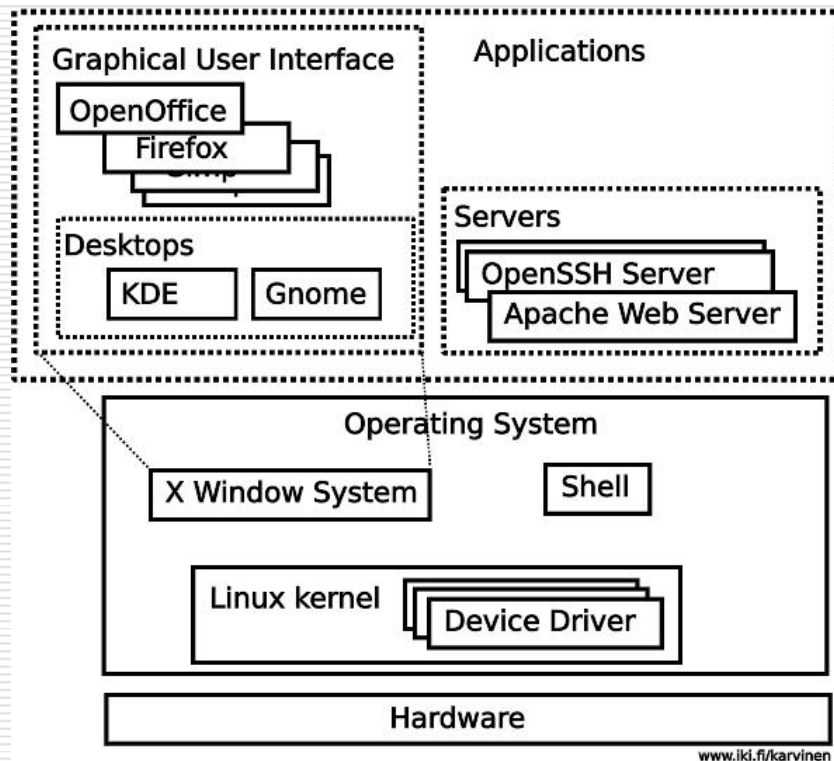 Graphical User Interface
Applications
OpenOffice
Firefox
Servers
OpenSSH Server
Apache Web Server
Desktops
KDE
Gnome
Operating System
X Window System
Shell
Linux kernel
Device Driver
Hardware
www.iki.fi/karvinen